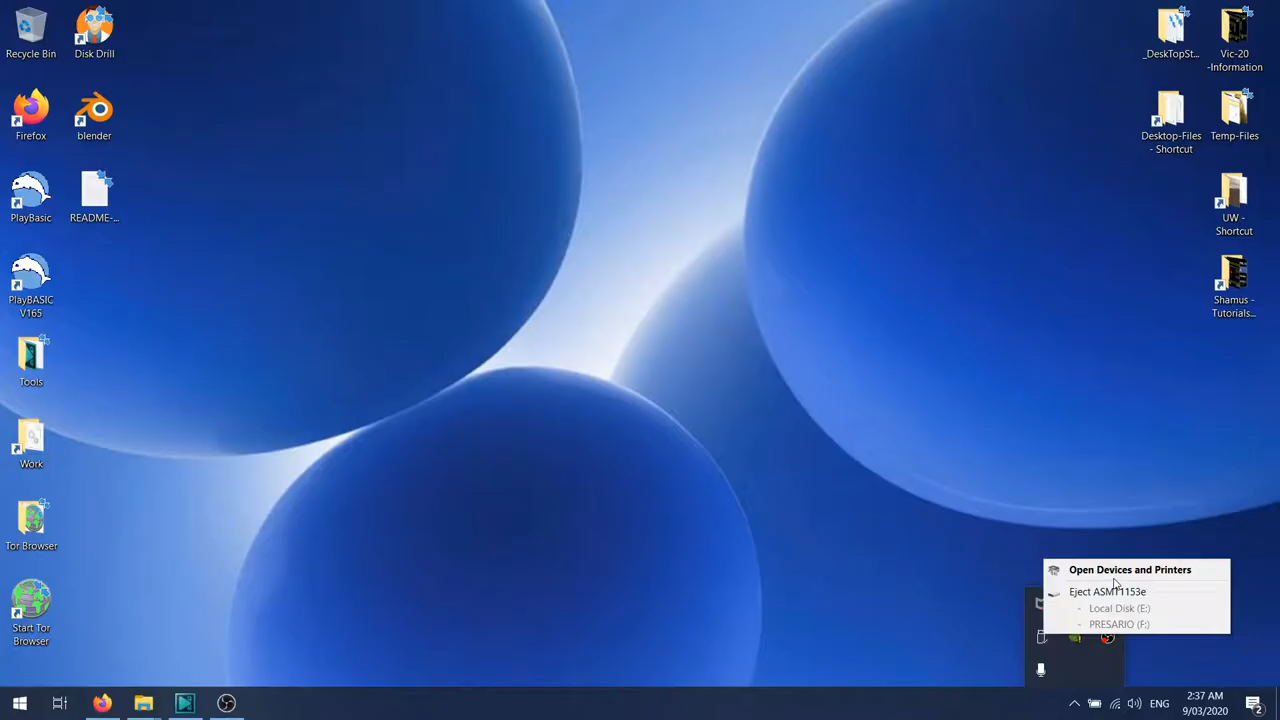 Recycle Bin
Disk Drill
Firefox
blender
PlayBasic
README-...
PlayBASIC
V165
Tools
Work
Tor Browser
Start Tor
Browser
_DeskTopSt...
Vic-20
-Information
Desktop-Files
- Shortcut
Temp-Files
UW -
Shortcut
Shamus -
Tutorials...
Open Devices and Printers
Eject ASMT1153e
- Local Disk (E:)
- PRESARIO (F:)
ENG
2:37 AM
9/03/2020
2